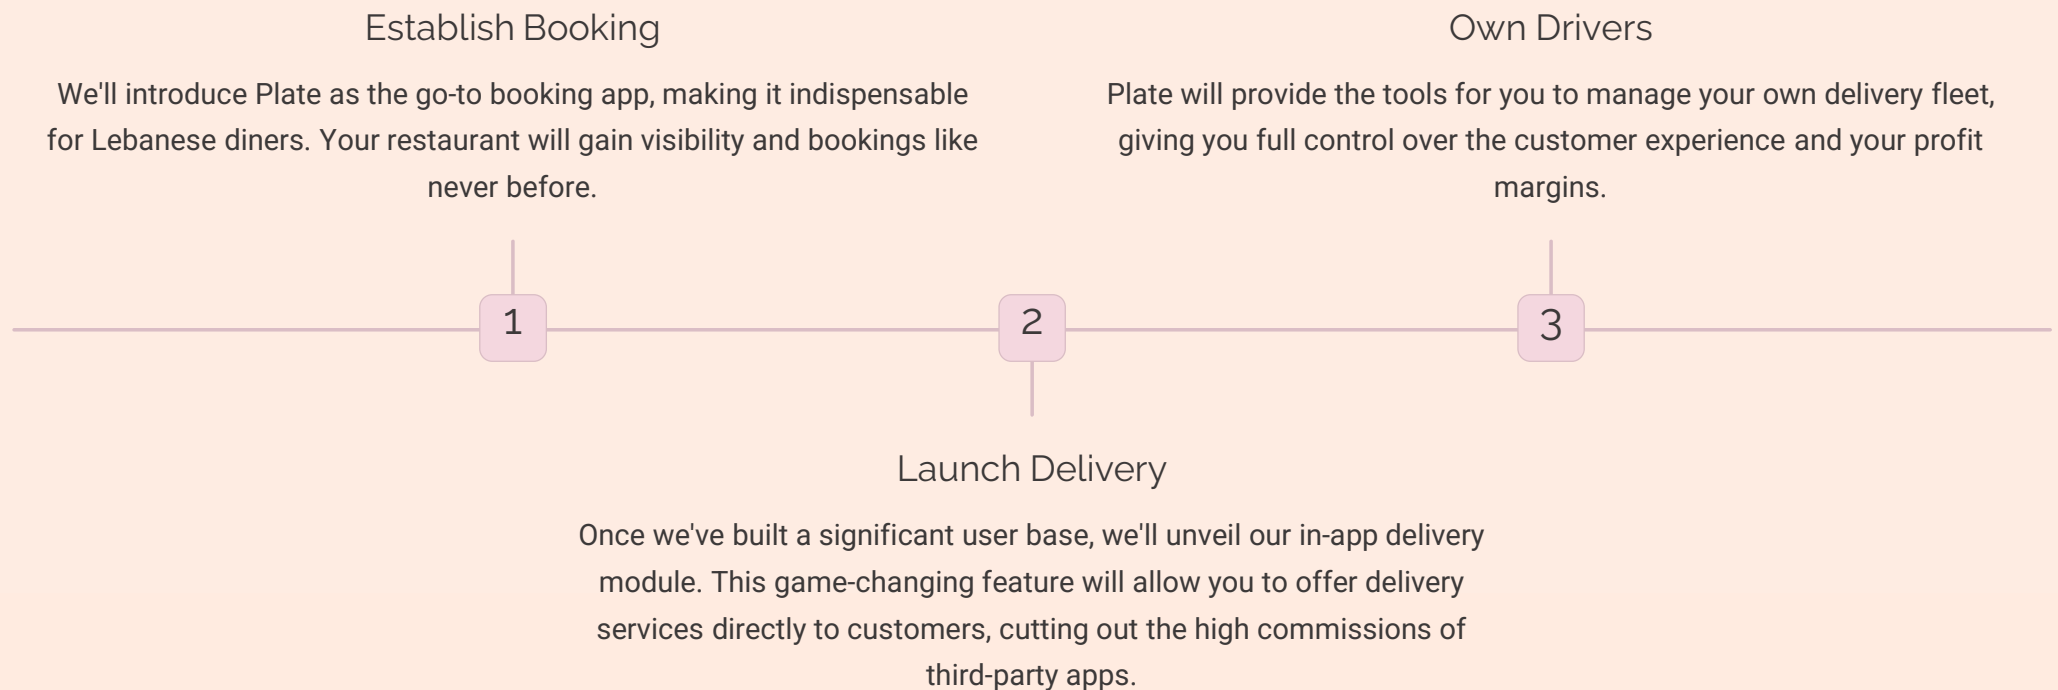 Establish Booking
We'll introduce Plate as the go-to booking app, making it indispensable
for Lebanese diners. Your restaurant will gain visibility and bookings like
never before.
Own Drivers
Plate will provide the tools for you to manage your own delivery fleet,
giving you full control over the customer experience and your profit
margins.
1
2
3
Launch Delivery
Once we've built a significant user base, we'll unveil our in-app delivery
module. This game-changing feature will allow you to offer delivery
services directly to customers, cutting out the high commissions of
third-party apps.